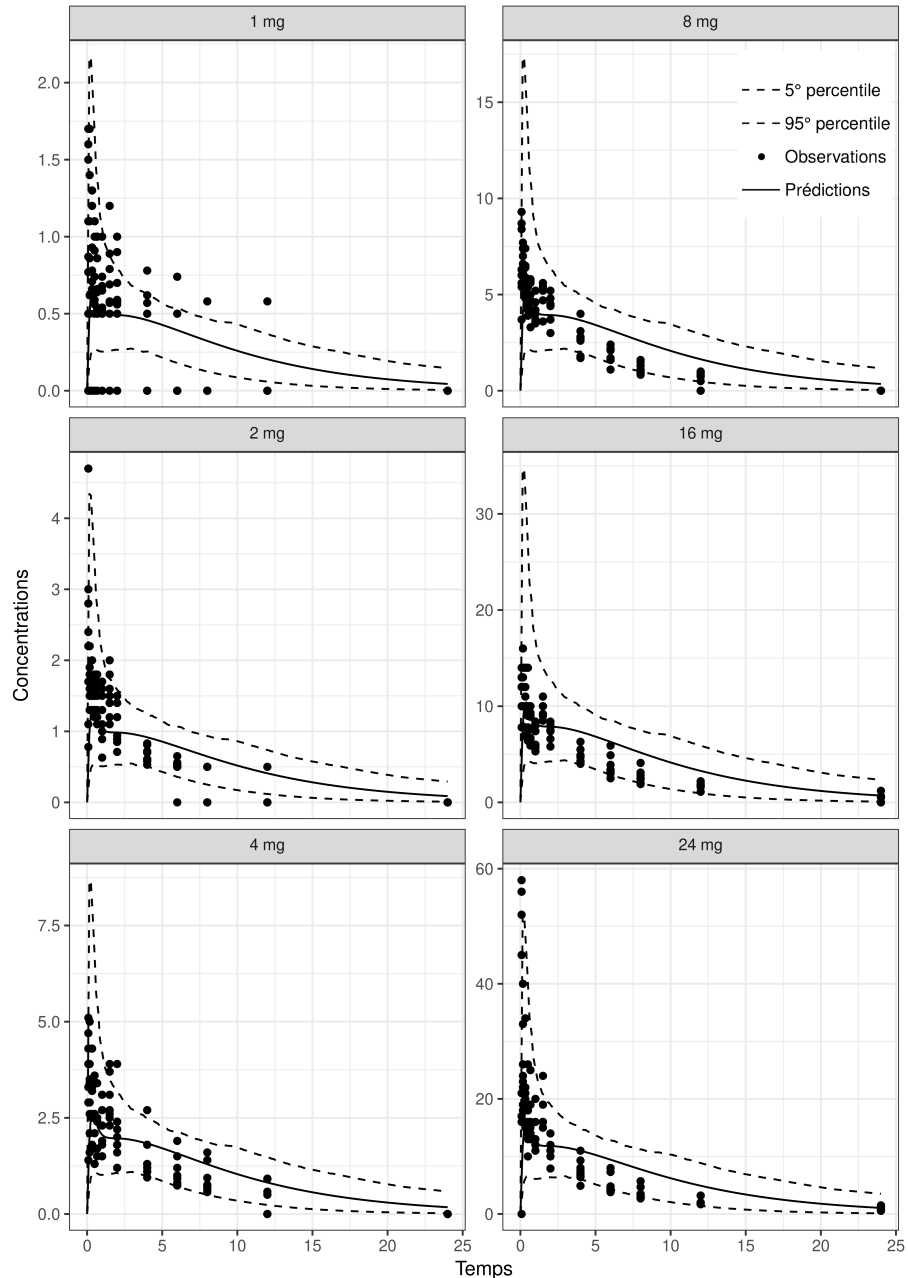 1 mg
8 mg
2.0
1.5
1.0
0.5
0.0
15
10
5
0
5° percentile
95° percentile
Observations
Prédictions
2 mg
16 mg
4
3
2
1
0
30
20
10
0
Concentrations
4 mg
24 mg
7.5
5.0
2.5
0.0
60
40
20
0
0 5 10 15 20 25
0 5 10 15 20 25
Temps